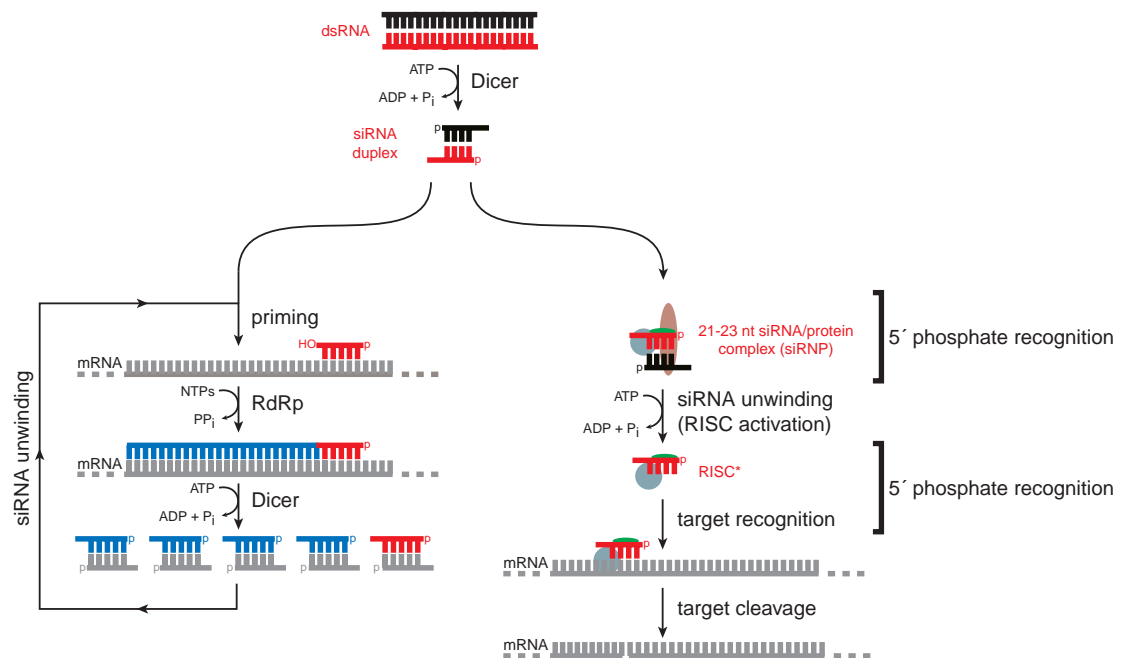 dsRNA
ATP
Dicer
ADP + Pi
p
siRNA
duplex
p
siRNA unwinding
priming
HO
p
mRNA
NTPs
RdRp
PPi
p
mRNA
ATP
Dicer
ADP + Pi
p p p p p
p p p p p
p
21-23 nt siRNA/protein
complex (siRNP)
p
5´ phosphate recognition
ATP
siRNA unwinding
(RISC activation)
ADP + Pi
p
RISC*
5´ phosphate recognition
target recognition
p
mRNA
target cleavage
mRNA